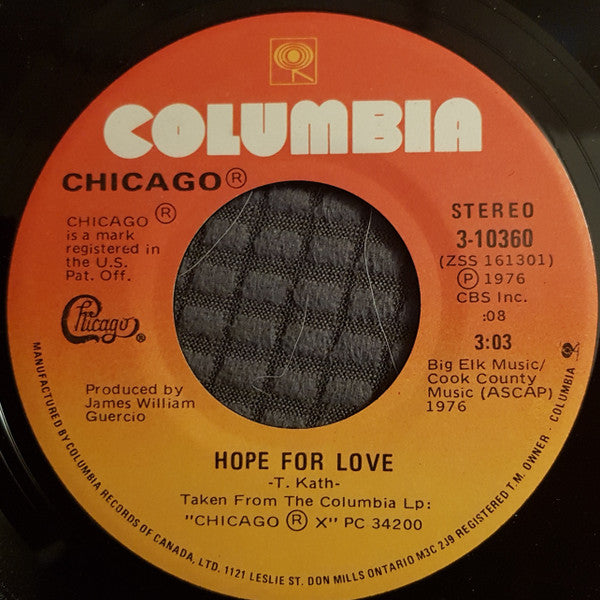 COLUMBIA
CHICAGO ®
CHICAGO ®
is a mark
registered in
the U.S.
Pat. Off.
Chicago ®
Produced by
James William
Guercio
STEREO
3-10360
(ZSS 161301)
℗ 1976
CBS Inc.
:08
3:03
Big Elk Music/
Cook County
Music (ASCAP)
1976
HOPE FOR LOVE
-T. Kath-
Taken From The Columbia Lp:
"CHICAGO ® X" PC 34200
MANUFACTURED BY COLUMBIA RECORDS OF CANADA, LTD. 1121 LESLIE ST. DON MILLS ONTARIO M3C 2J9 REGISTERED T.M. OWNER · COLUMBIA